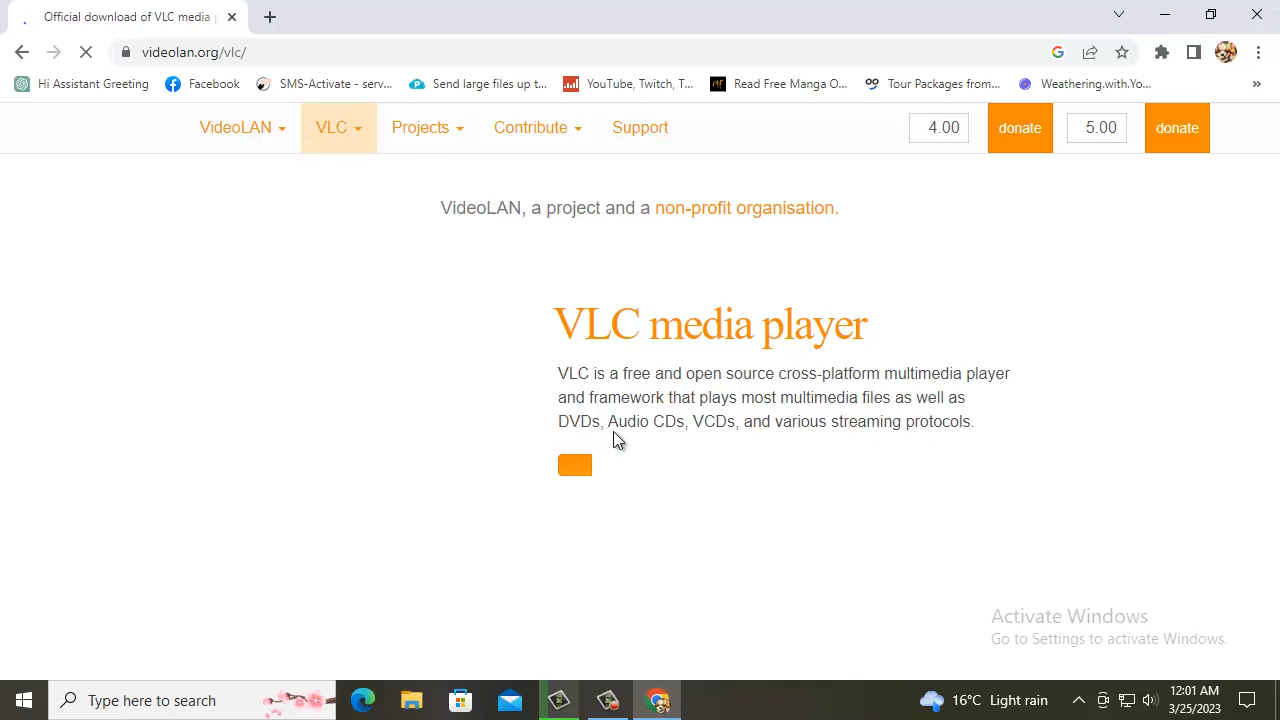 Official download of VLC media p
videolan.org/vlc/
Hi Assistant Greeting
Facebook
SMS-Activate - serv...
Send large files up t...
YouTube, Twitch, T...
Read Free Manga O...
Tour Packages from...
Weathering.with.Yo...
VideoLAN
VLC
Projects
Contribute
Support
4.00
donate
5.00
donate
VideoLAN, a project and a non-profit organisation.
VLC media player
VLC is a free and open source cross-platform multimedia player
and framework that plays most multimedia files as well as
DVDs, Audio CDs, VCDs, and various streaming protocols.
Activate Windows
Go to Settings to activate Windows.
Type here to search
16°C Light rain
12:01 AM
3/25/2023